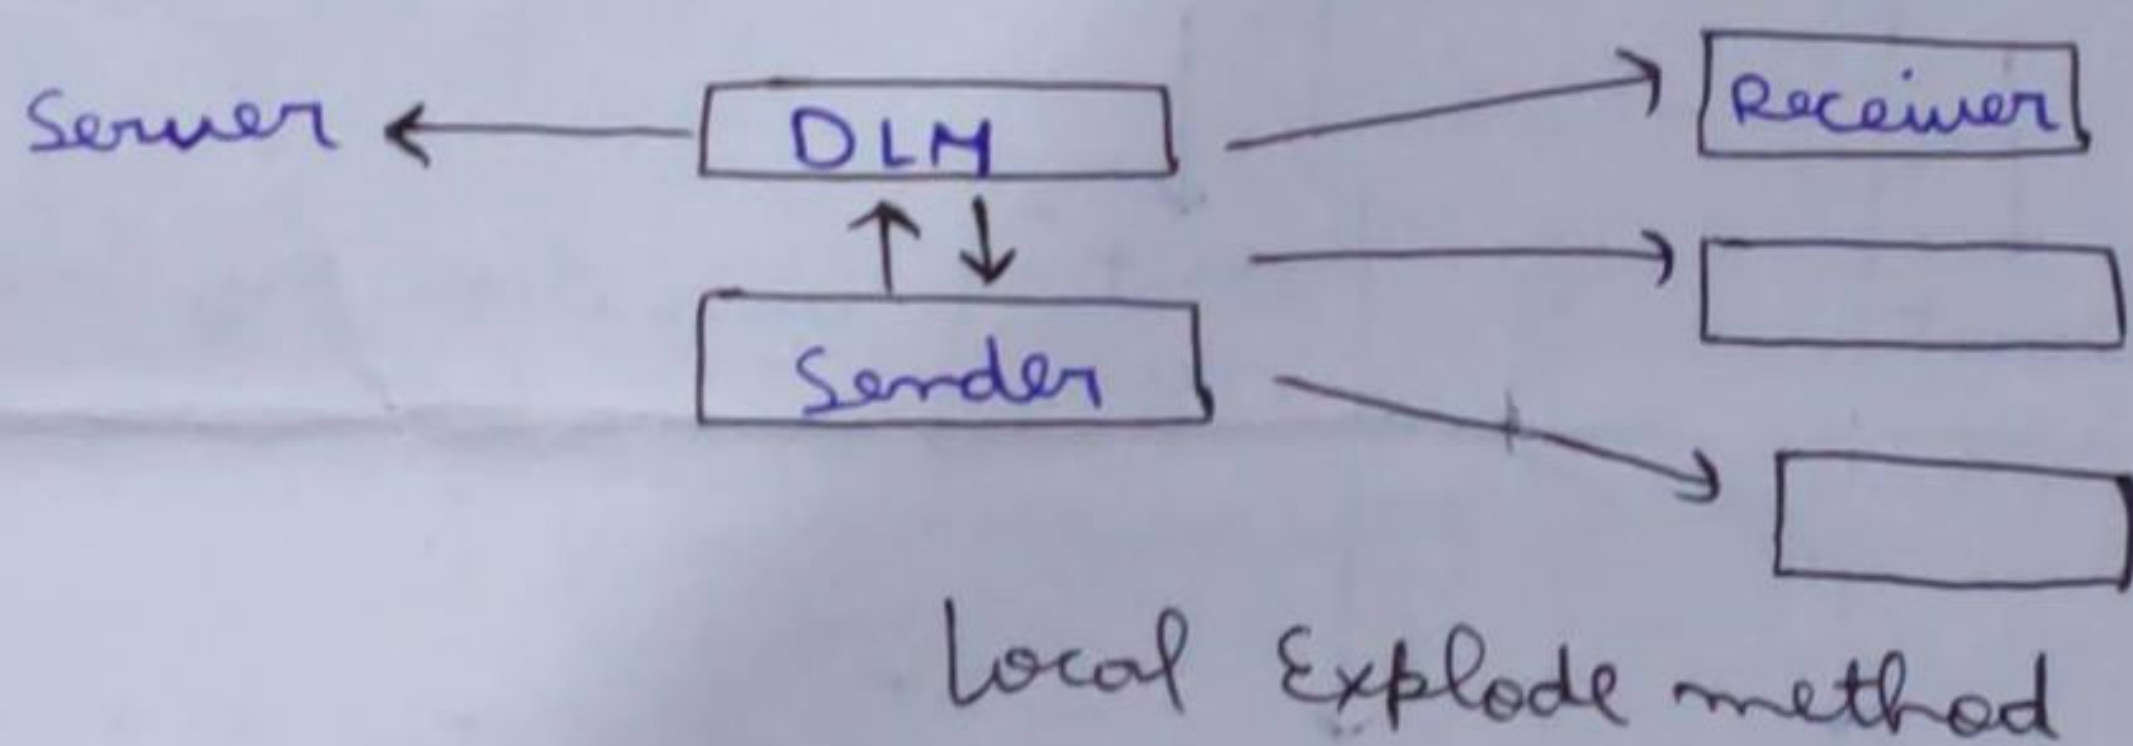 Server
DLM
Receiver
Sender
Local Explode method